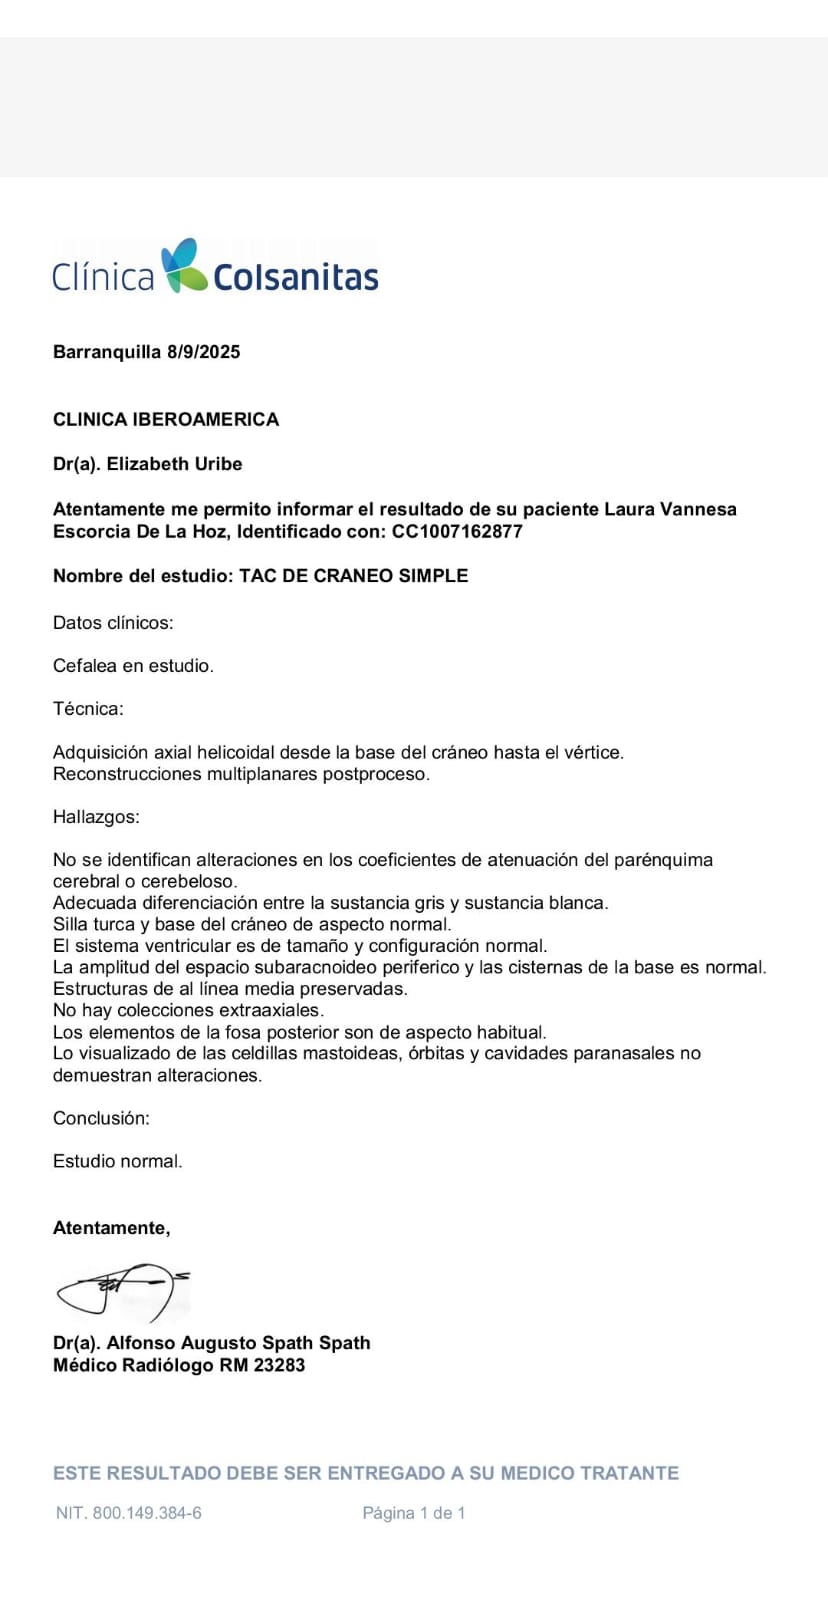 Clínica Colsanitas
Barranquilla 8/9/2025
CLINICA IBEROAMERICA
Dr(a). Elizabeth Uribe
Atentamente me permito informar el resultado de su paciente Laura Vannesa
Escorcia De La Hoz, Identificado con: CC1007162877
Nombre del estudio: TAC DE CRANEO SIMPLE
Datos clínicos:
Cefalea en estudio.
Técnica:
Adquisición axial helicoidal desde la base del cráneo hasta el vértice.
Reconstrucciones multiplanares postproceso.
Hallazgos:
No se identifican alteraciones en los coeficientes de atenuación del parénquima
cerebral o cerebeloso.
Adecuada diferenciación entre la sustancia gris y sustancia blanca.
Silla turca y base del cráneo de aspecto normal.
El sistema ventricular es de tamaño y configuración normal.
La amplitud del espacio subaracnoideo periferico y las cisternas de la base es normal.
Estructuras de al línea media preservadas.
No hay colecciones extraaxiales.
Los elementos de la fosa posterior son de aspecto habitual.
Lo visualizado de las celdillas mastoideas, órbitas y cavidades paranasales no
demuestran alteraciones.
Conclusión:
Estudio normal.
Atentamente,
Dr(a). Alfonso Augusto Spath Spath
Médico Radiólogo RM 23283
ESTE RESULTADO DEBE SER ENTREGADO A SU MEDICO TRATANTE
NIT. 800.149.384-6 Página 1 de 1